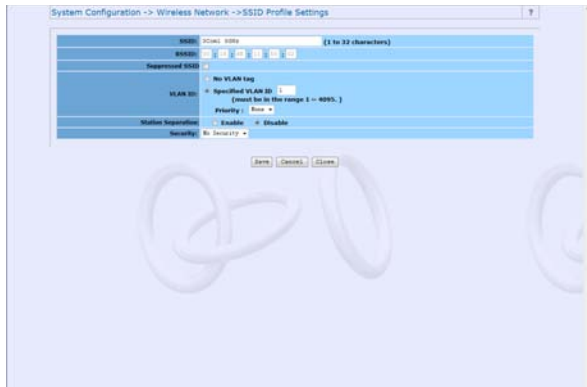 System Configuration -> Wireless Network ->SSID Profile Settings ?
SSID: (1 to 32 characters)
BSSID:
Suppressed SSID
No VLAN tag
VLAN ID: Specified VLAN ID 1
(must be in the range 1 ~ 4095. )
Priority : None
Station Separation: Enable Disable
Security: No Security
Save Cancel Close